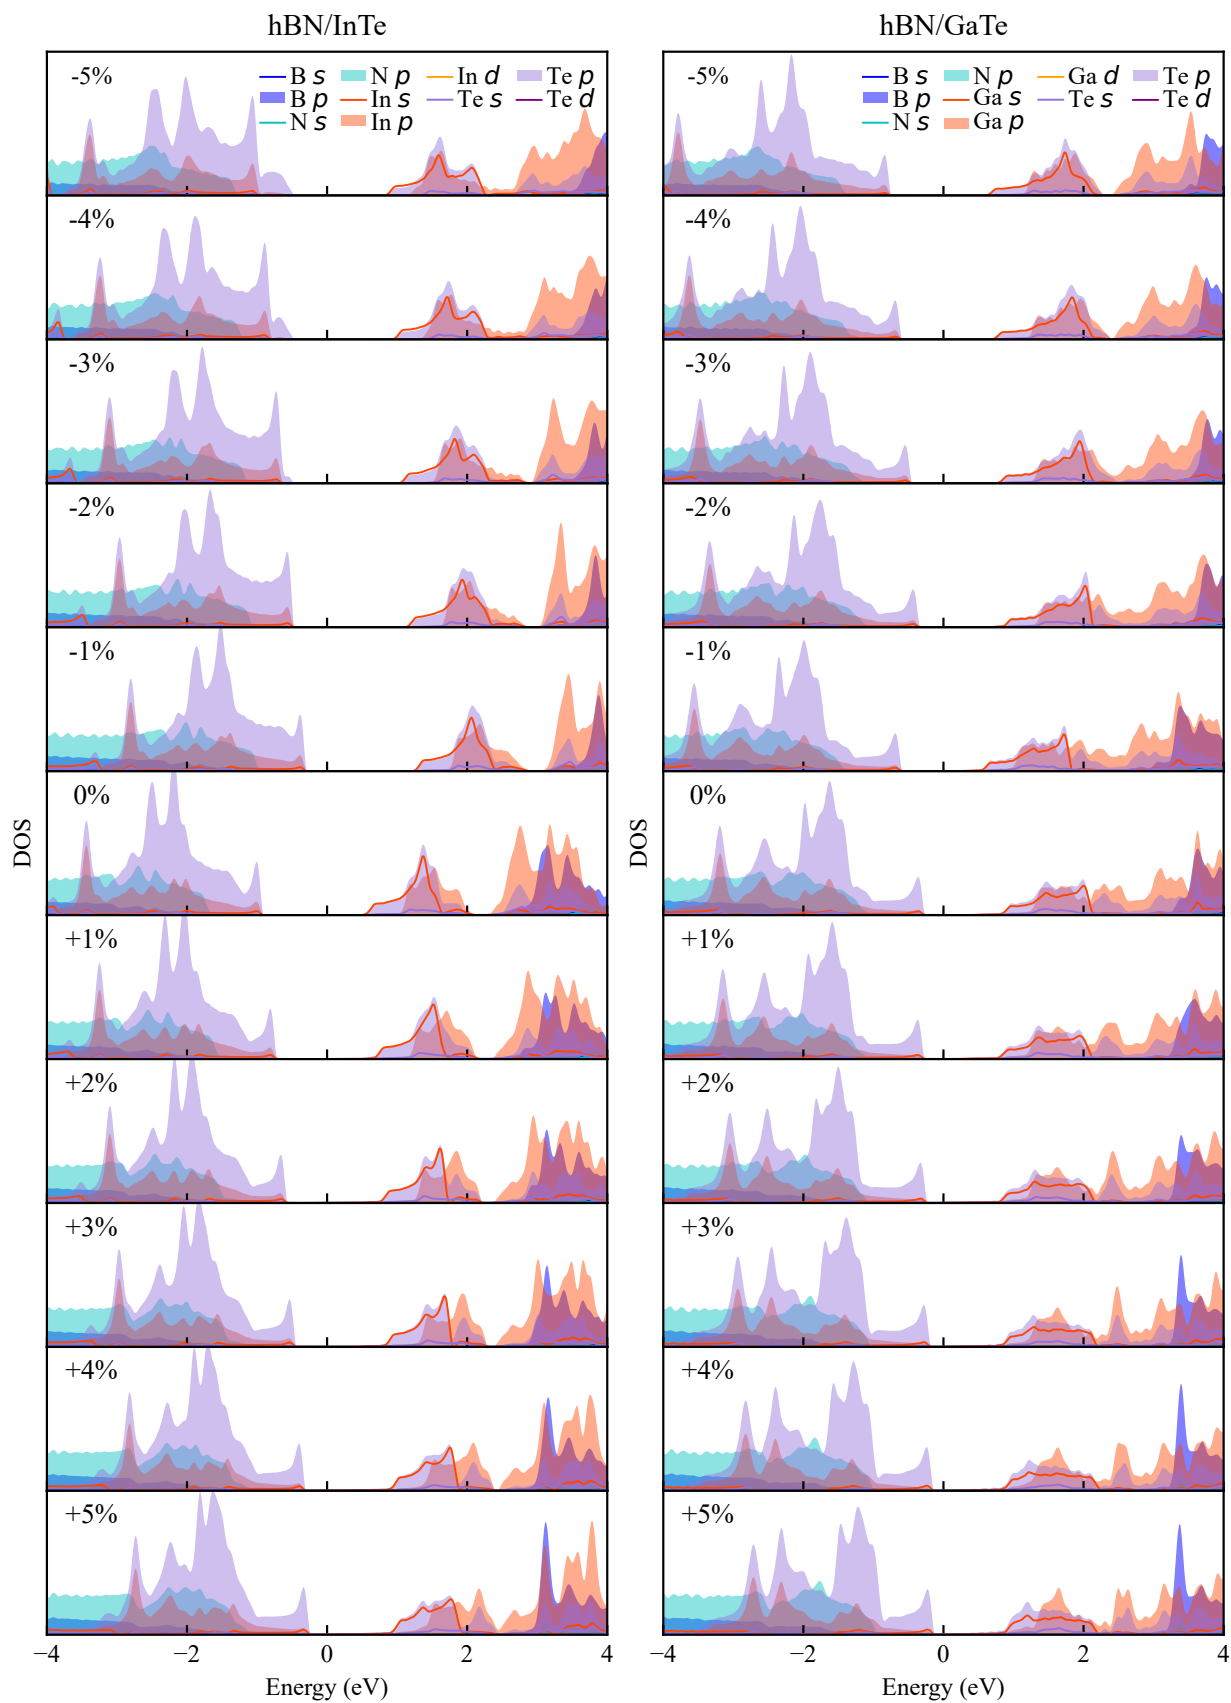 hBN/InTe
-5%
B s
B p
N s
N p
In s
In p
In d
Te s
Te p
Te d
-4%
-3%
-2%
-1%
0%
+1%
+2%
+3%
+4%
+5%
DOS
−4 −2 0 2 4
Energy (eV)
hBN/GaTe
-5%
B s
B p
N s
N p
Ga s
Ga p
Ga d
Te s
Te p
Te d
-4%
-3%
-2%
-1%
0%
+1%
+2%
+3%
+4%
+5%
DOS
−4 −2 0 2 4
Energy (eV)